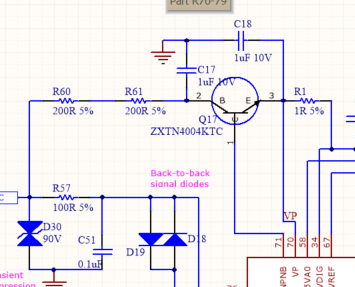 Part R70-79
C18
1uF 10V
C17
1uF 10V
R60
200R 5%
R61
200R 5%
2
B
E
3
C
1
R1
1R 5%
Q17
ZXTN4004KTC
Back-to-back
signal diodes
R57
100R 5%
D30
90V
C51
0.1uF
D19
D18
VP
71
70
58
34
67
NPNB
VP
5VA0
VDIG
VREF